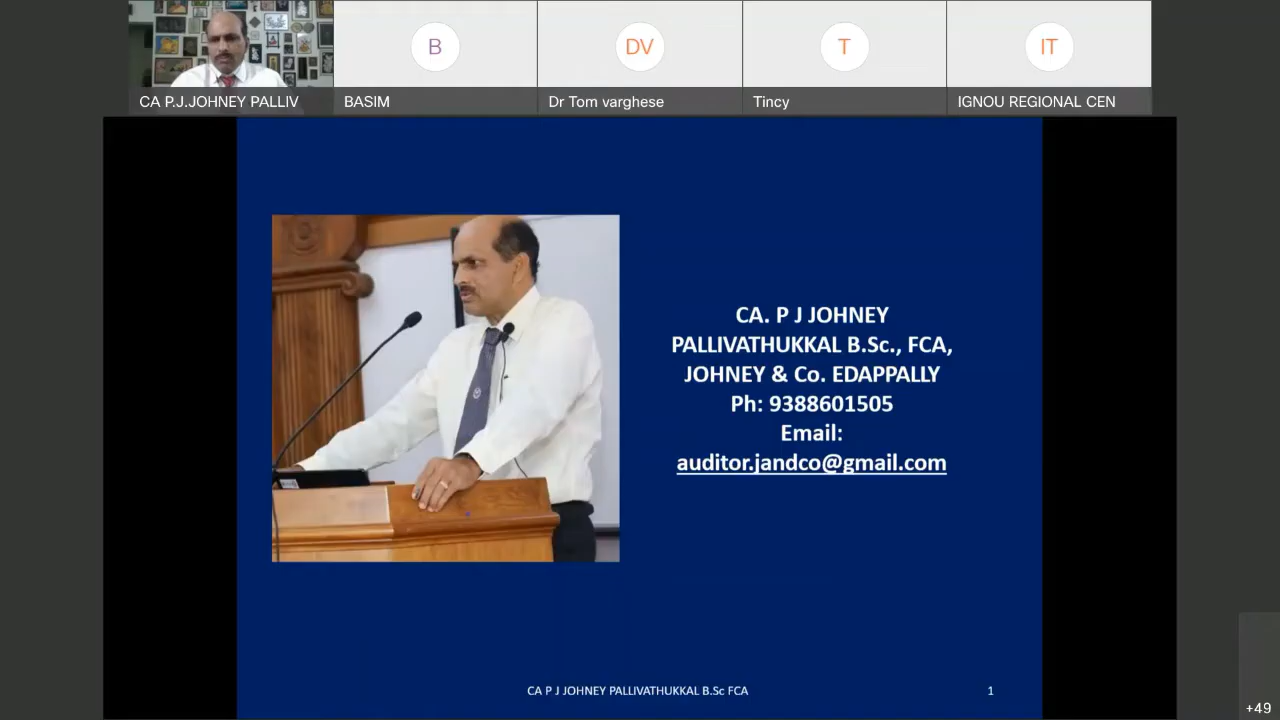 B
DV
T
IT
CA P.J.JOHNEY PALLIV
BASIM
Dr Tom varghese
Tincy
IGNOU REGIONAL CEN
CA. P J JOHNEY
PALLIVATHUKKAL B.Sc., FCA,
JOHNEY & Co. EDAPPALLY
Ph: 9388601505
Email:
auditor.jandco@gmail.com
CA P J JOHNEY PALLIVATHUKKAL B.Sc FCA
1
+49